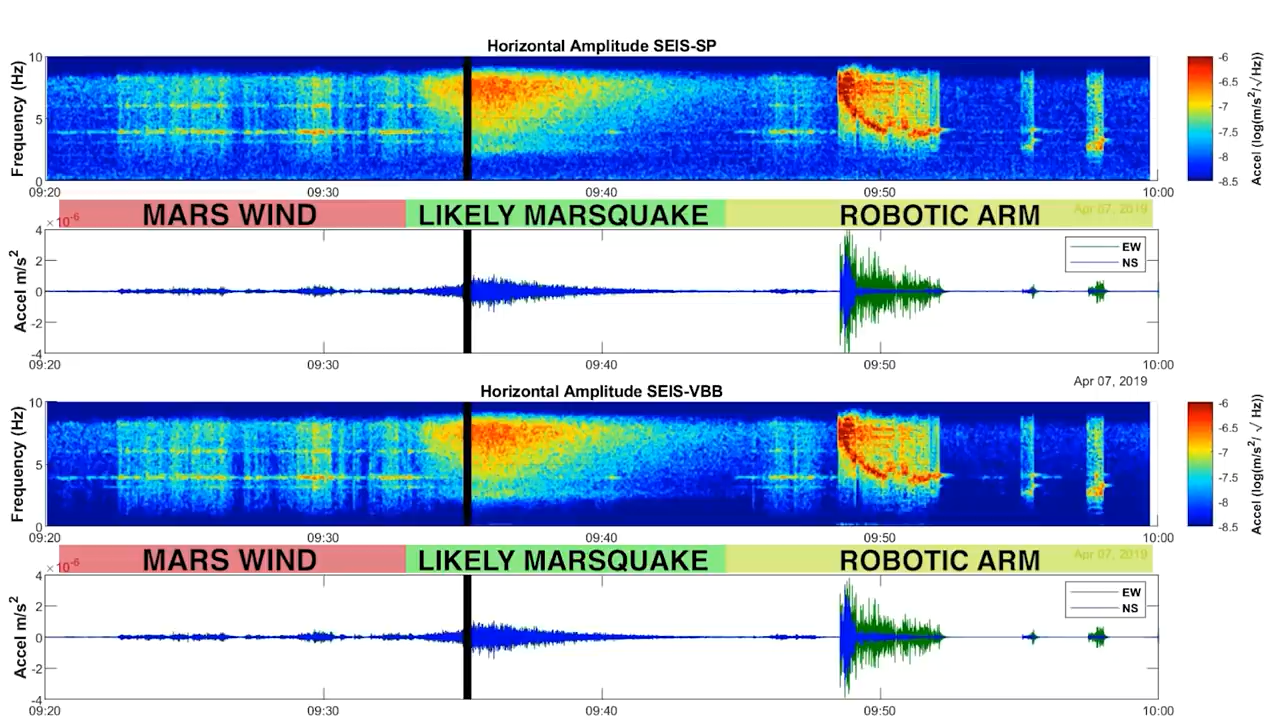 Horizontal Amplitude SEIS-SP
Frequency (Hz)
10
5
0
09:20 09:30 09:40 09:50 10:00
-6
-6.5
-7
-7.5
-8
-8.5
Accel (log(m/s²/√Hz))
MARS WIND LIKELY MARSQUAKE ROBOTIC ARM
Apr 07, 2019
× 10⁻⁶
Accel m/s²
4
2
0
-2
-4
EW
NS
09:20 09:30 09:40 09:50 10:00
Apr 07, 2019
Horizontal Amplitude SEIS-VBB
Frequency (Hz)
10
5
0
09:20 09:30 09:40 09:50 10:00
-6
-6.5
-7
-7.5
-8
-8.5
Accel (log(m/s²/√Hz))
MARS WIND LIKELY MARSQUAKE ROBOTIC ARM
Apr 07, 2019
× 10⁻⁶
Accel m/s²
4
2
0
-2
-4
EW
NS
09:20 09:30 09:40 09:50 10:00